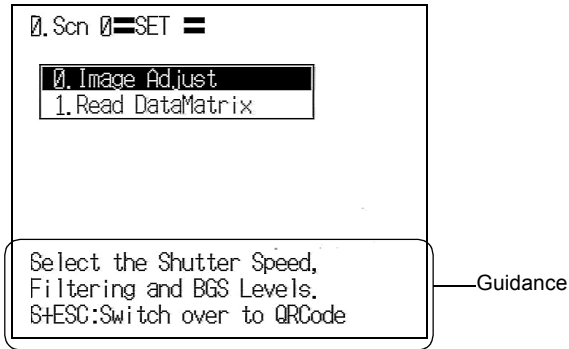 0.Scn 0=SET =
0.Image Adjust
1.Read DataMatrix
Select the Shutter Speed,
Filtering and BGS Levels.
S+ESC:Switch over to QRCode
Guidance